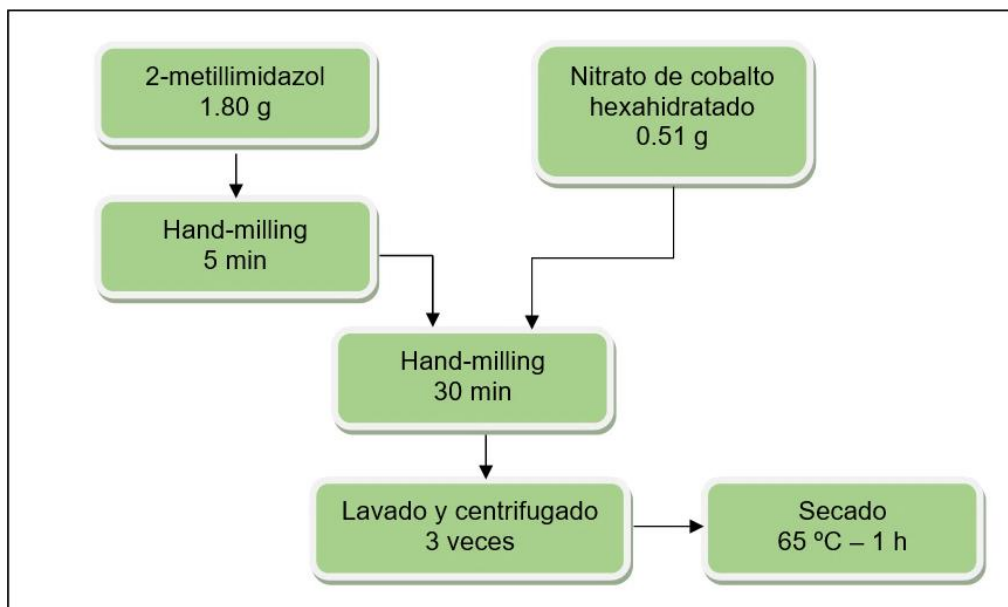 2-metillimidazol
1.80 g
Nitrato de cobalto
hexahidratado
0.51 g
Hand-milling
5 min
Hand-milling
30 min
Lavado y centrifugado
3 veces
Secado
65 ºC – 1 h